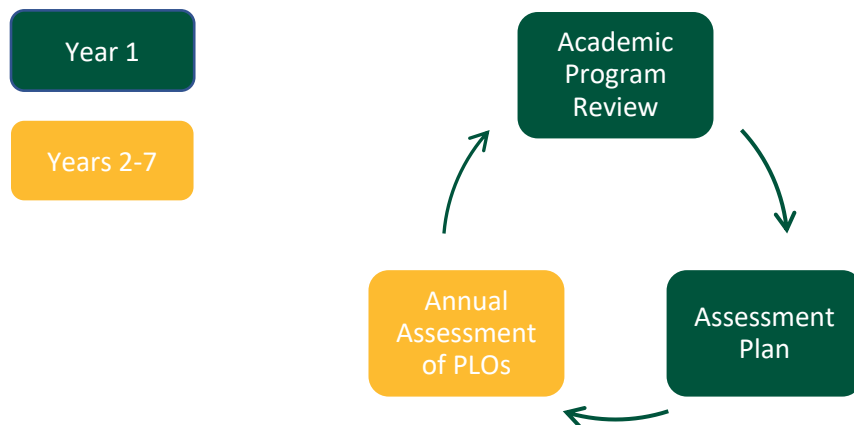 Year 1
Years 2-7
Academic
Program
Review
Annual
Assessment
of PLOs
Assessment
Plan